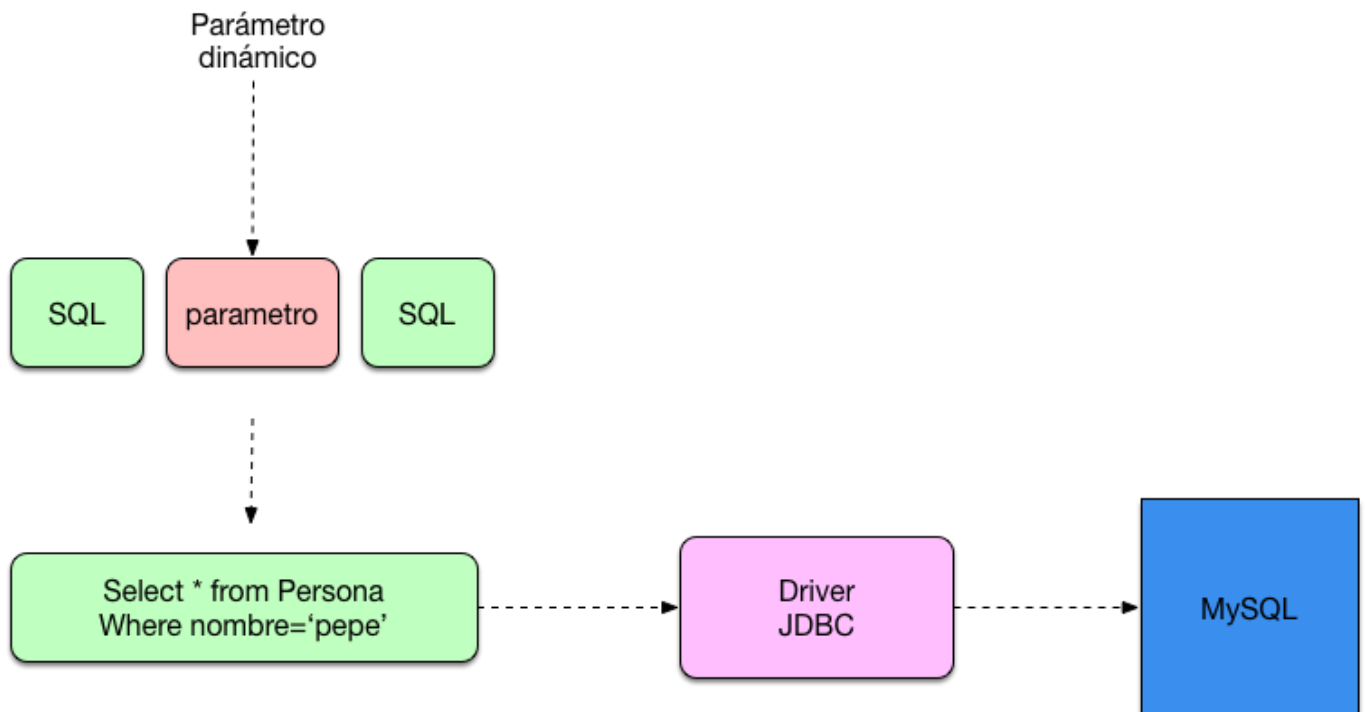 Parámetro
dinámico
SQL
parametro
SQL
Select * from Persona
Where nombre=‘pepe’
Driver
JDBC
MySQL